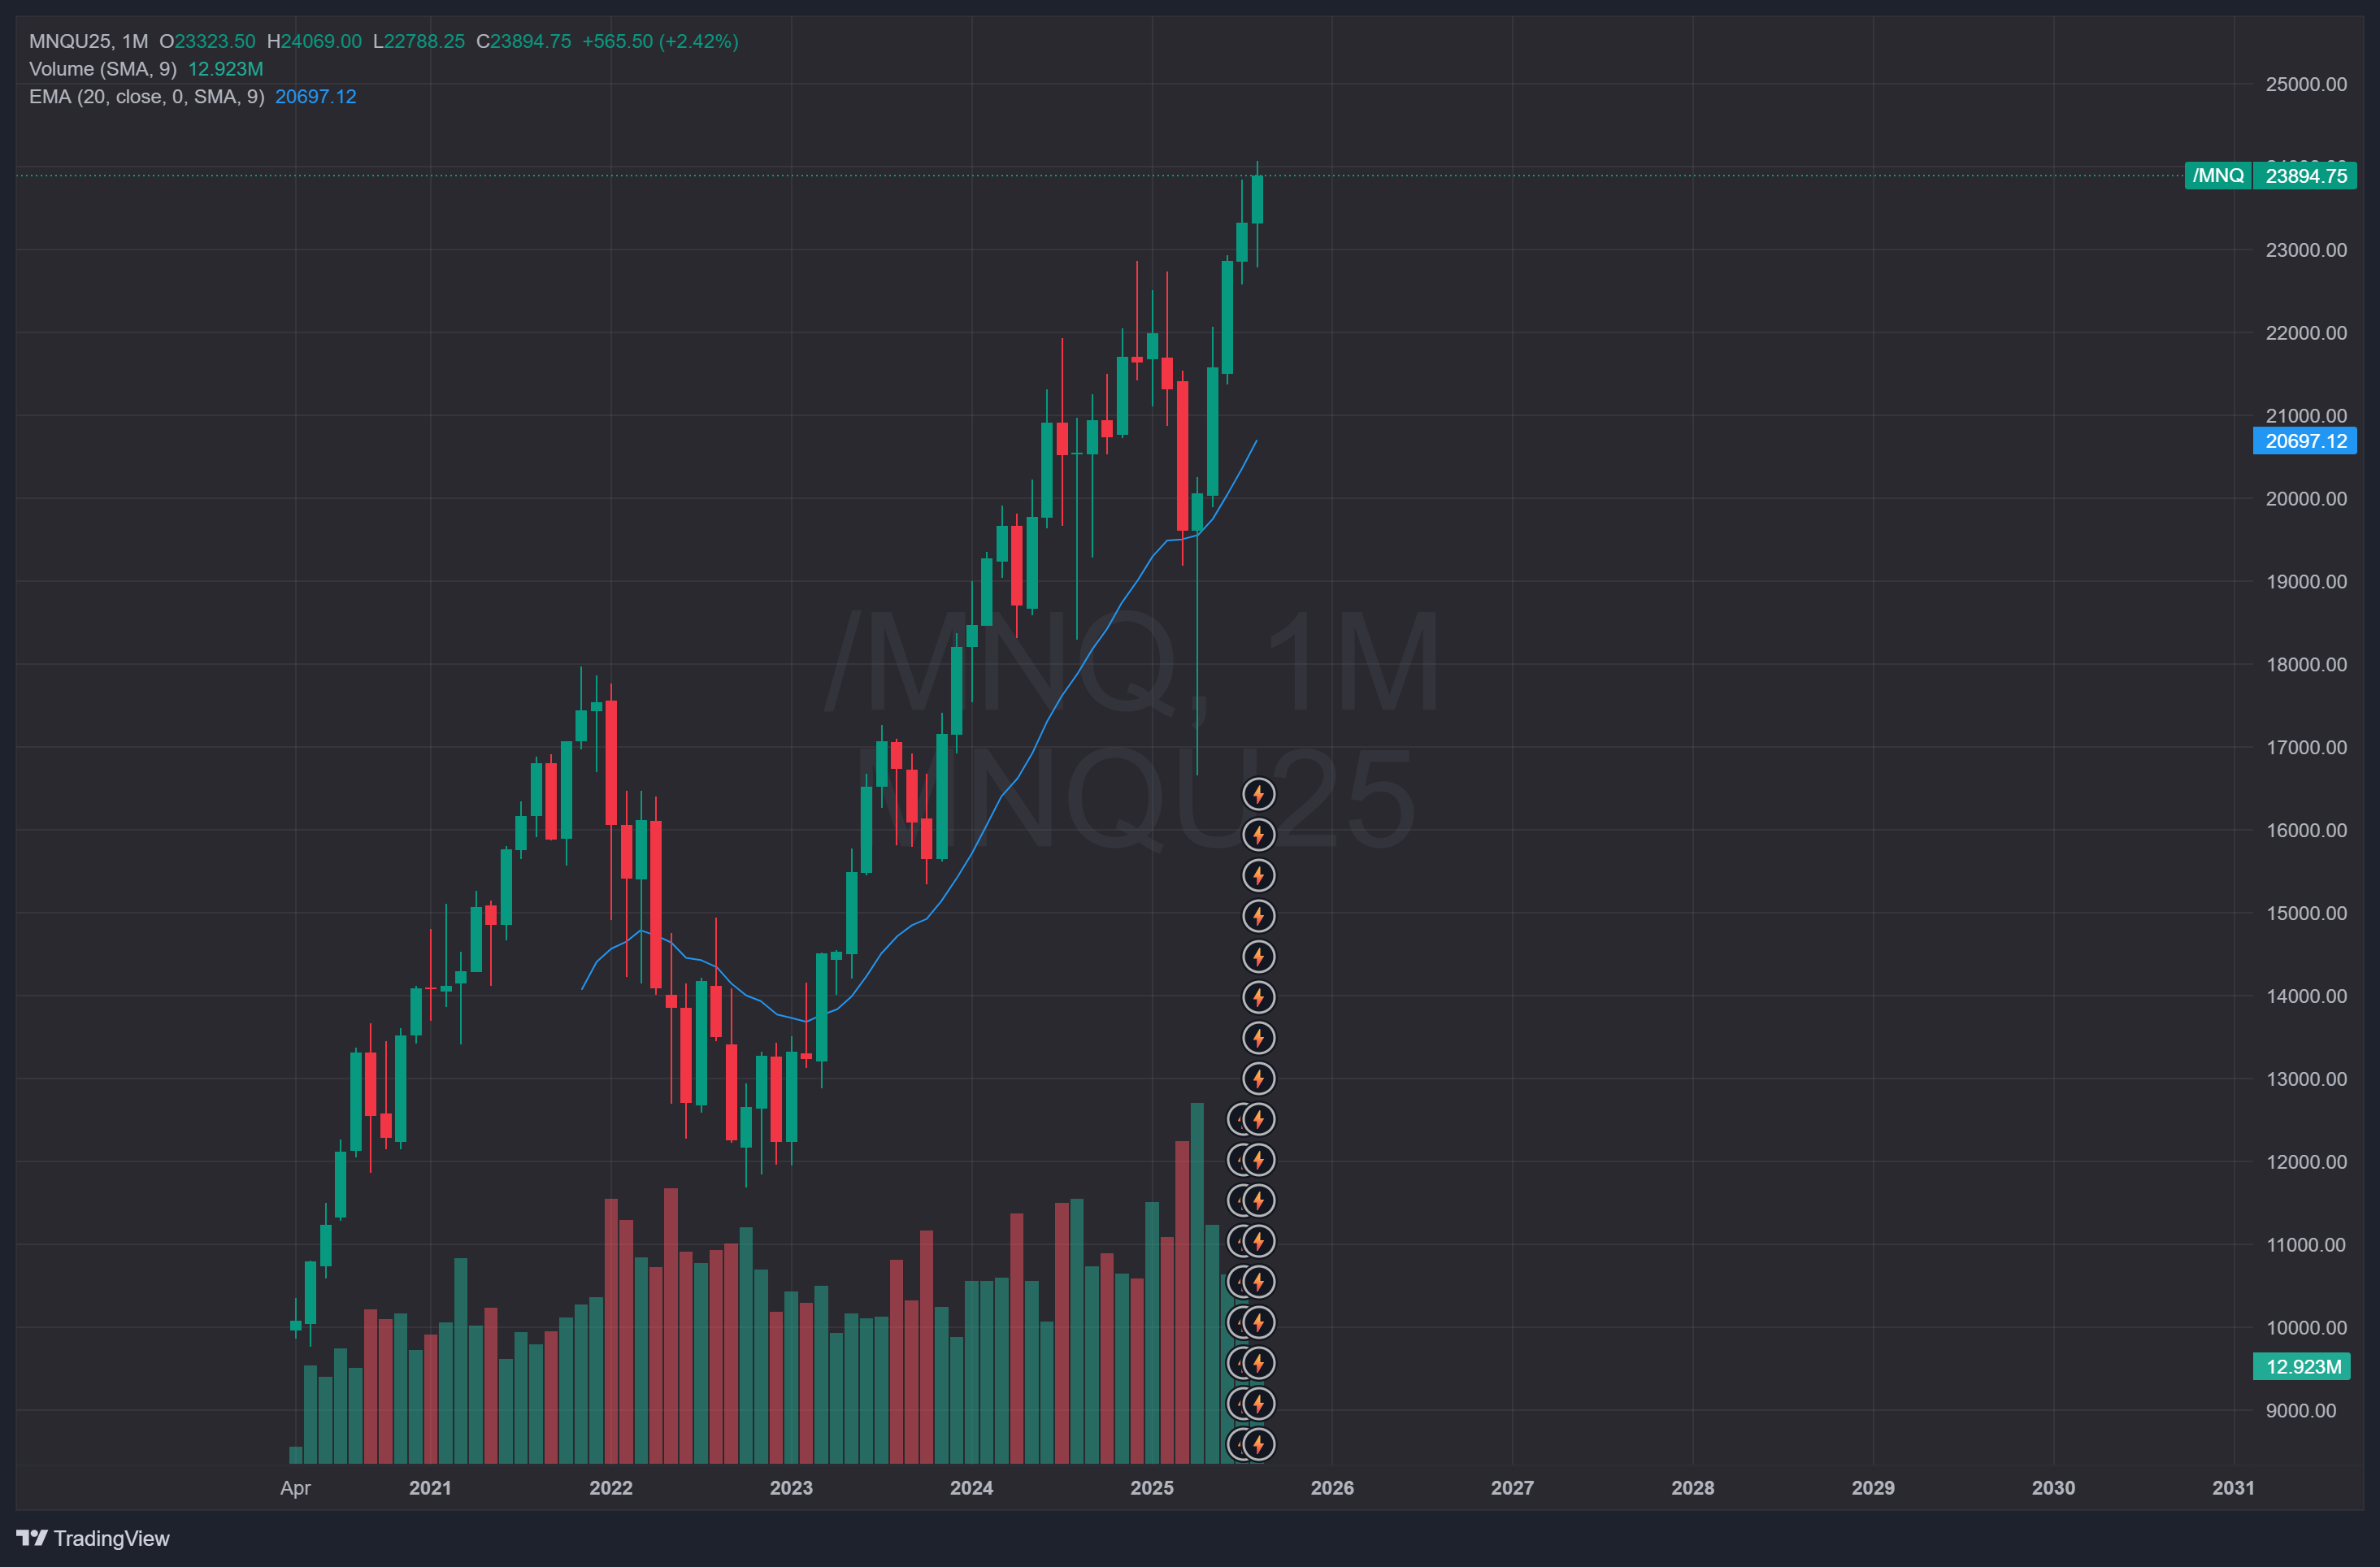 MNQU25, 1M O23323.50 H24069.00 L22788.25 C23894.75 +565.50 (+2.42%)
Volume (SMA, 9) 12.923M
EMA (20, close, 0, SMA, 9) 20697.12
25000.00
/MNQ 23894.75
23000.00
22000.00
21000.00
20697.12
20000.00
19000.00
18000.00
17000.00
16000.00
15000.00
14000.00
13000.00
12000.00
11000.00
10000.00
12.923M
9000.00
/MNQ, 1M
MNQU25
Apr 2021 2022 2023 2024 2025 2026 2027 2028 2029 2030 2031
TradingView